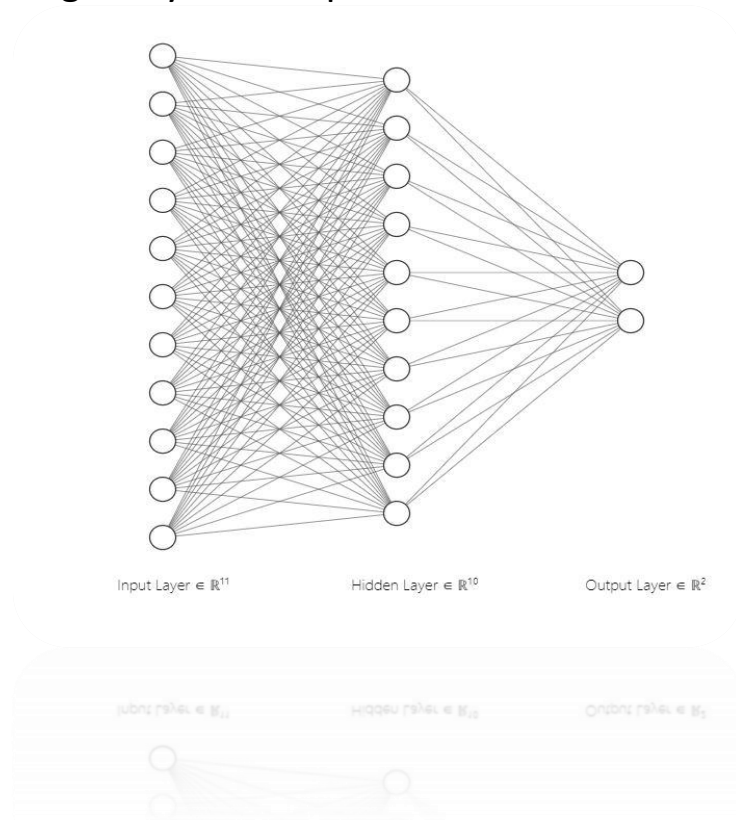 Input Layer ∈ ℝ¹¹
Hidden Layer ∈ ℝ¹⁰
Output Layer ∈ ℝ²